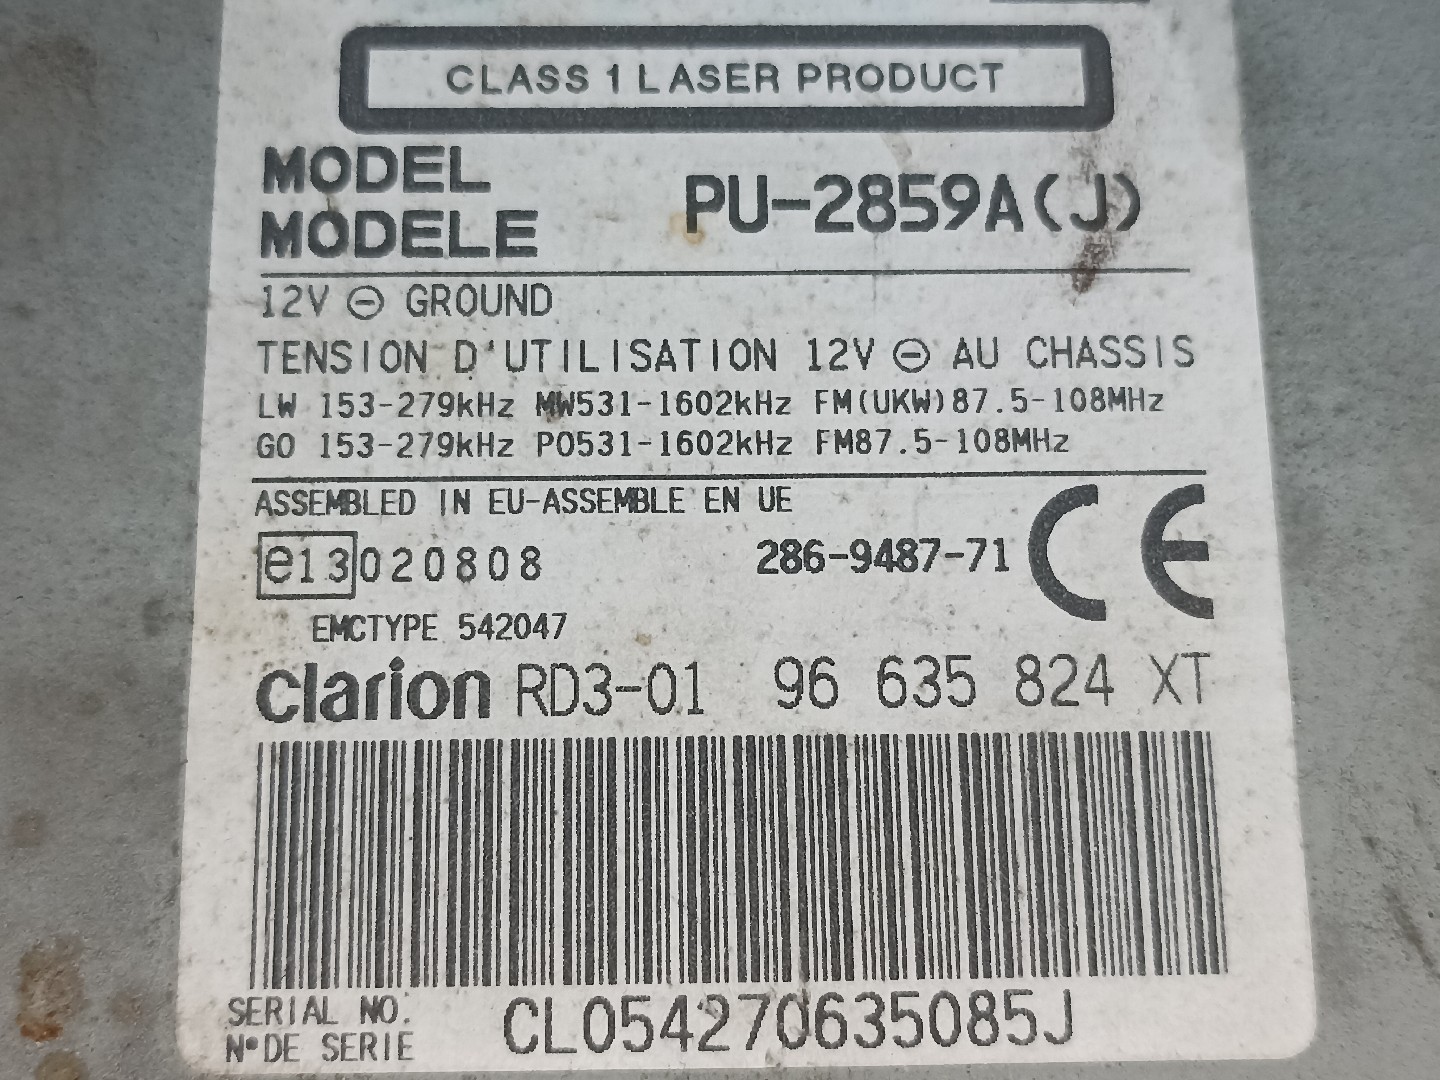 CLASS 1 LASER PRODUCT
MODEL
MODELE PU-2859A(J)
12V ⊖ GROUND
TENSION D'UTILISATION 12V ⊖ AU CHASSIS
LW 153-279kHz MW531-1602kHz FM(UKW)87.5-108MHz
GO 153-279kHz PO531-1602kHz FM87.5-108MHz
ASSEMBLED IN EU-ASSEMBLE EN UE
e13 020808 286-9487-71 CE
EMCTYPE 542047
clarion RD3-01 96 635 824 XT
SERIAL NO.
N° DE SERIE CL054270635085J